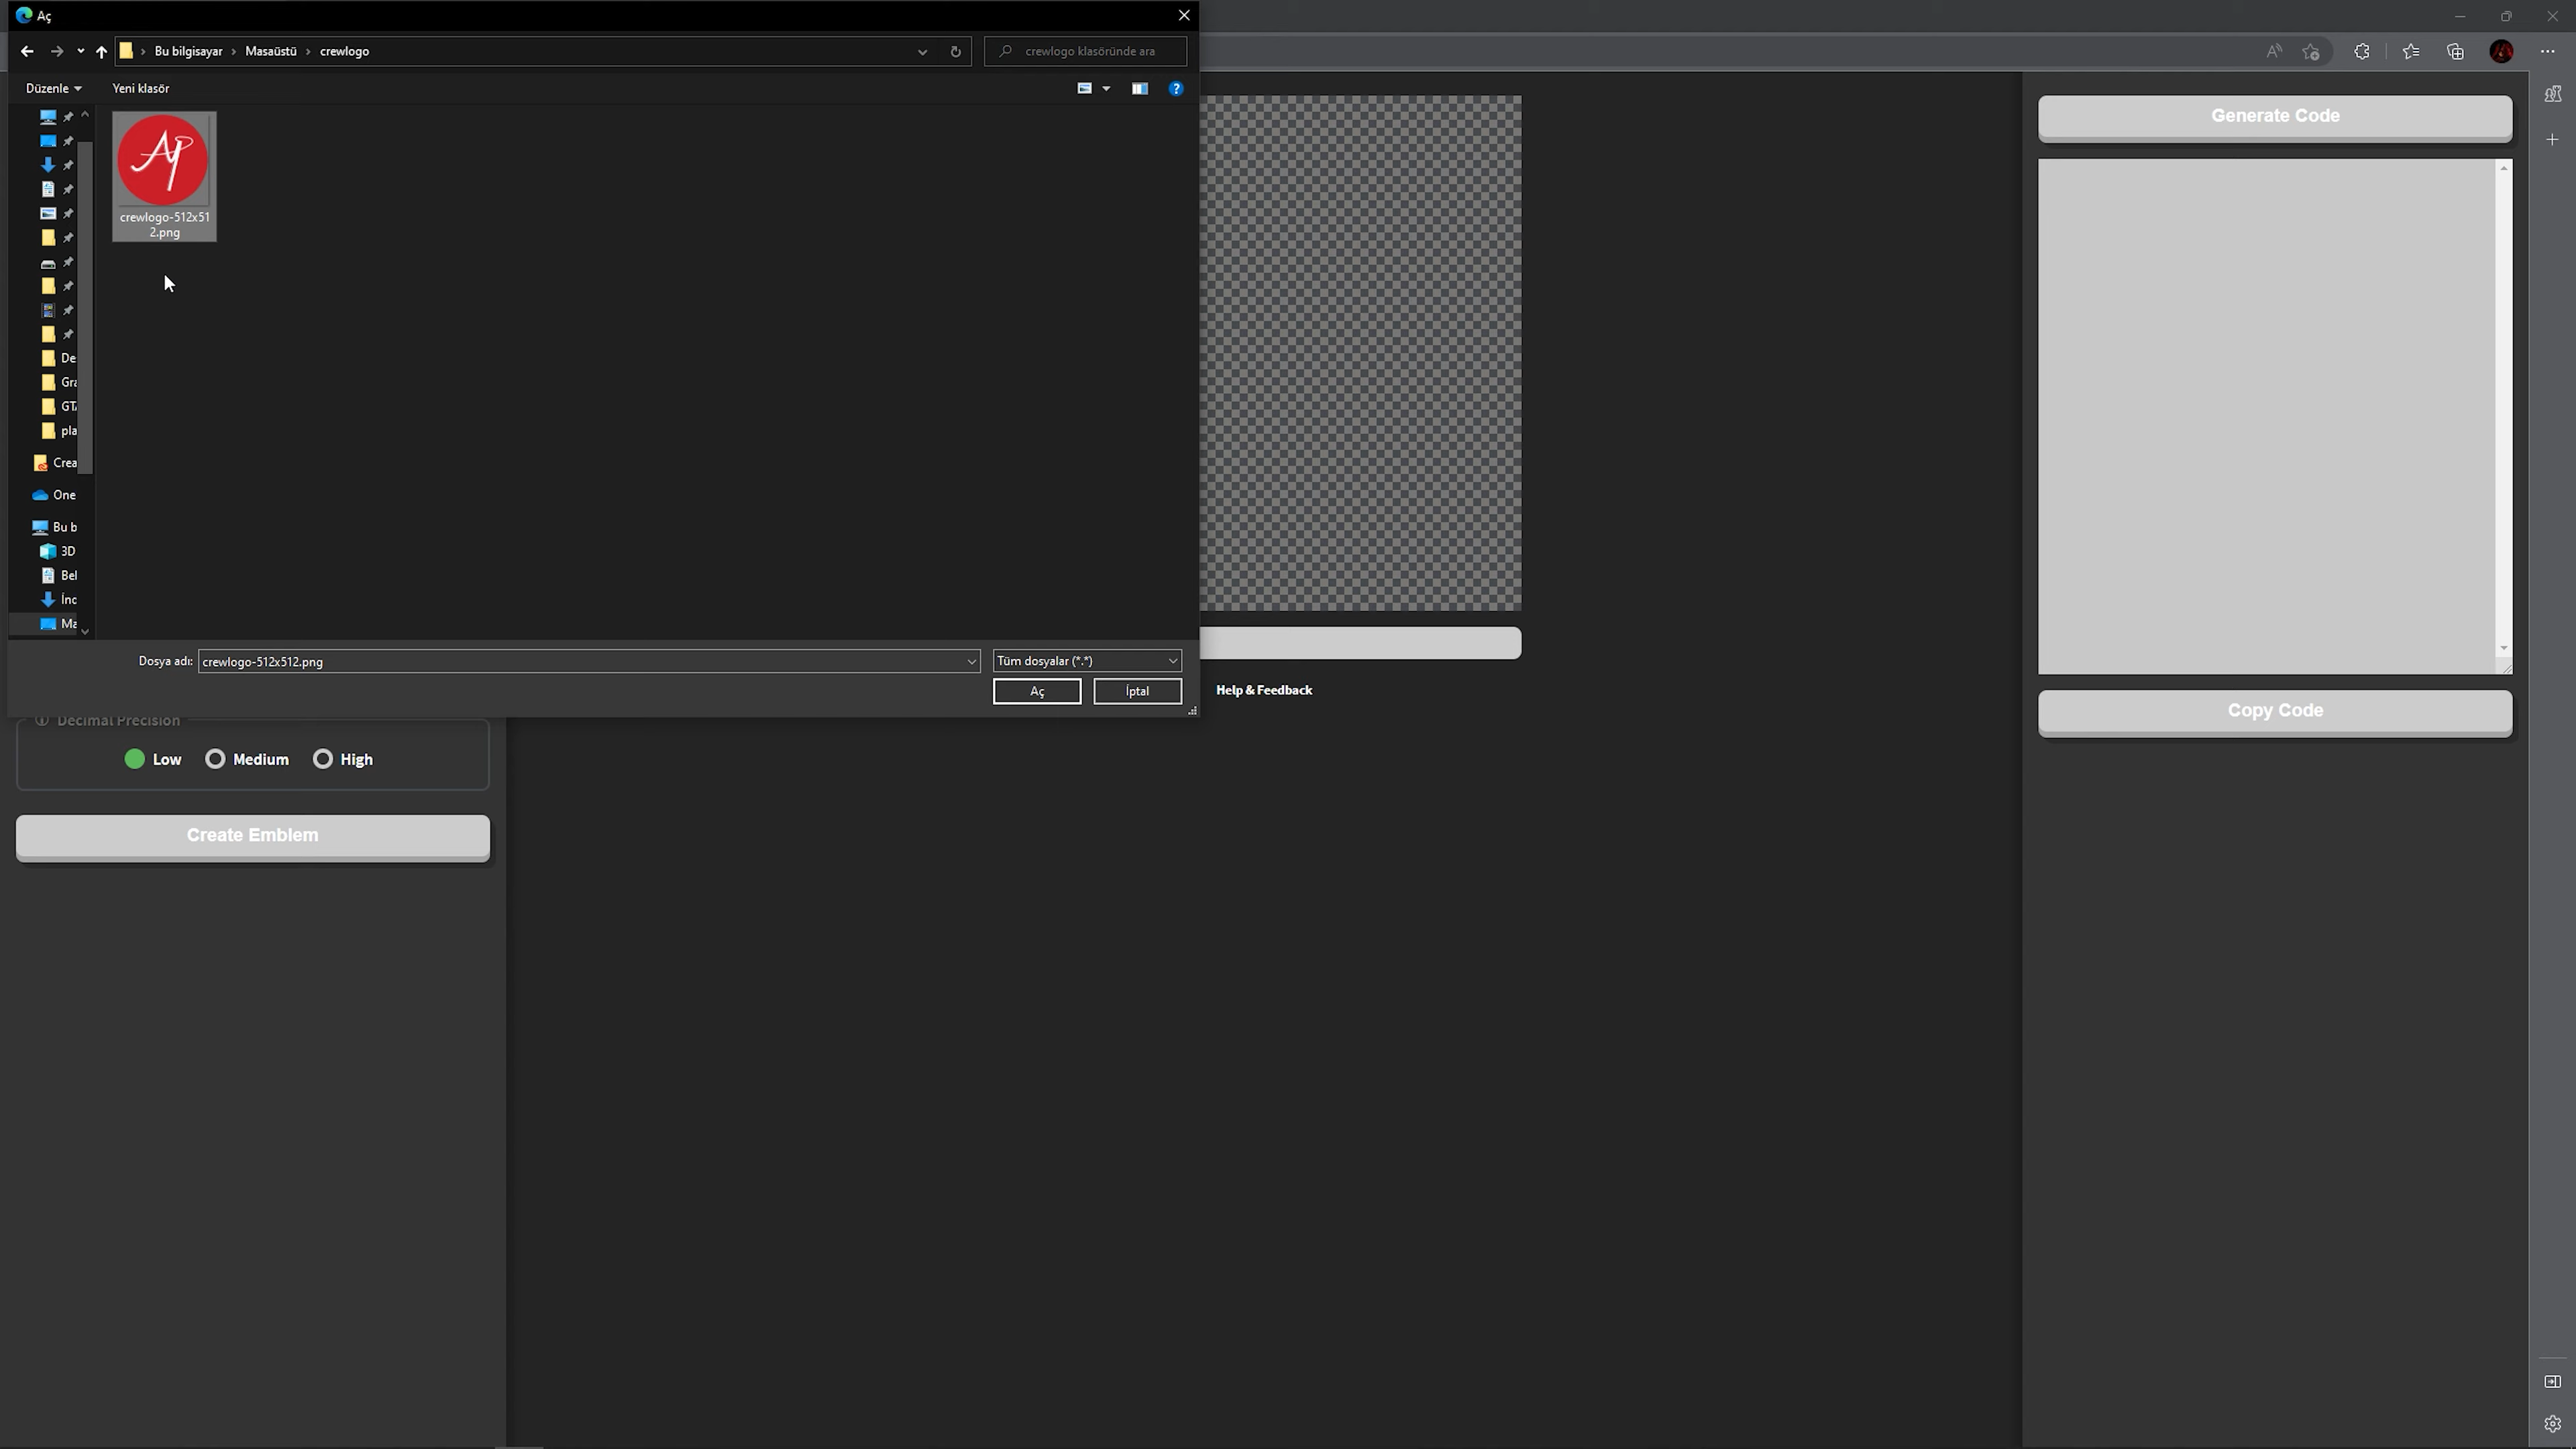 Aç
Bu bilgisayar
Masaüstü
crewlogo
crewlogo klasöründe ara
Düzenle
Yeni klasör
crewlogo-512x51
2.png
De
Gra
GT
pla
Crea
One
Bu b
3D
Bel
İnd
Ma
Dosya adı:
crewlogo-512x512.png
Tüm dosyalar (*.*)
Aç
İptal
Help & Feedback
Decimal Precision
Low
Medium
High
Create Emblem
Generate Code
Copy Code